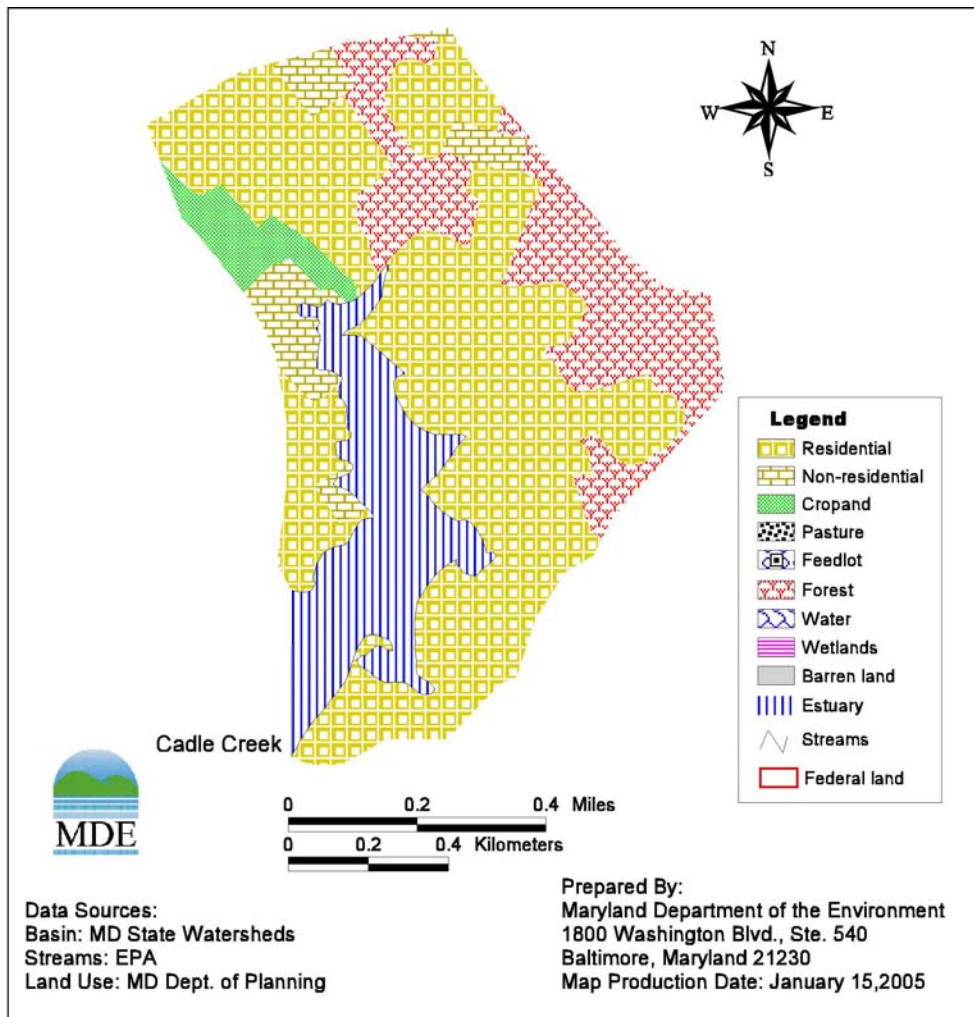 N
W
E
S
Legend
Residential
Non-residential
Cropand
Pasture
Feedlot
Forest
Water
Wetlands
Barren land
Estuary
Streams
Federal land
Cadle Creek
MDE
0 0.2 0.4 Miles
0 0.2 0.4 Kilometers
Data Sources:
Basin: MD State Watersheds
Streams: EPA
Land Use: MD Dept. of Planning
Prepared By:
Maryland Department of the Environment
1800 Washington Blvd., Ste. 540
Baltimore, Maryland 21230
Map Production Date: January 15,2005